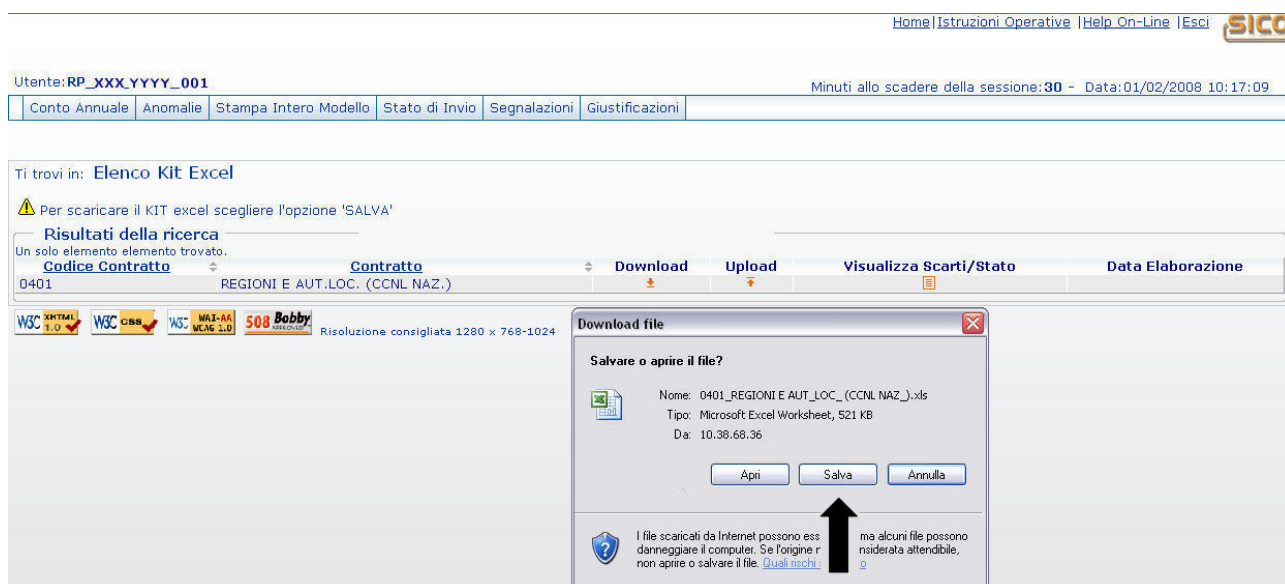 Home|Istruzioni Operative |Help On-Line |Esci
SICO
Utente:RP_XXX_YYYY_001
Minuti allo scadere della sessione:30 - Data:01/02/2008 10:17:09
Conto Annuale Anomalie Stampa Intero Modello Stato di Invio Segnalazioni Giustificazioni
Ti trovi in: Elenco Kit Excel
Per scaricare il KIT excel scegliere l'opzione 'SALVA'
Risultati della ricerca
Un solo elemento elemento trovato.
Codice Contratto Contratto Download Upload Visualizza Scarti/Stato Data Elaborazione
0401 REGIONI E AUT.LOC. (CCNL NAZ.)
W3C XHTML 1.0 W3C css W3C WAI-AA WCAG 1.0 508 Bobby APPROVED Risoluzione consigliata 1280 x 768-1024
Download file
Salvare o aprire il file?
Nome: 0401_REGIONI E AUT_LOC_ (CCNL NAZ_).xls
Tipo: Microsoft Excel Worksheet, 521 KB
Da: 10.38.68.36
Apri Salva Annulla
I file scaricati da Internet possono ess ma alcuni file possono
danneggiare il computer. Se l'origine nsiderata attendibile,
non aprire o salvare il file. Quali rischi